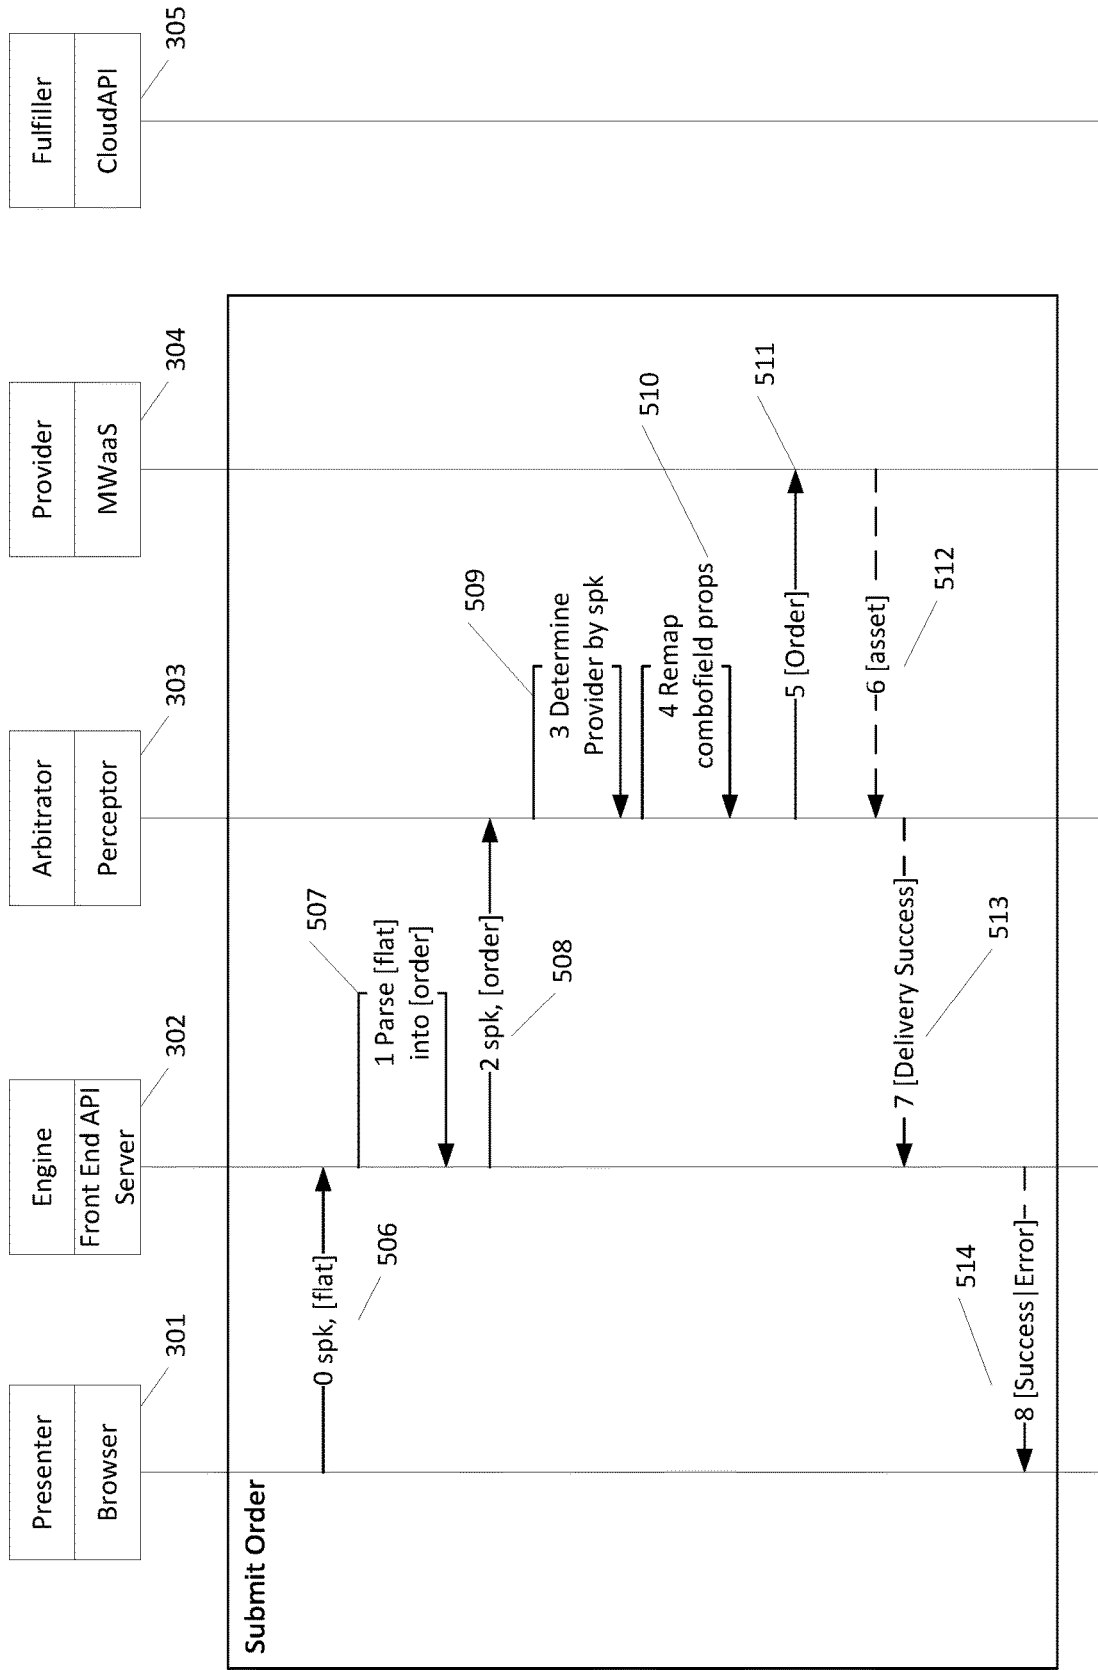 Presenter
Browser
301
Engine
Front End API
Server
302
Arbitrator
Perceptor
303
Provider
MWaaS
304
Fulfiller
CloudAPI
305
Submit Order
0 spk, [flat]
506
1 Parse [flat]
into [order]
507
2 spk, [order]
508
3 Determine
Provider by spk
509
4 Remap
combofield props
510
5 [Order]
511
6 [asset]
512
7 [Delivery Success]
513
8 [Success|Error]
514